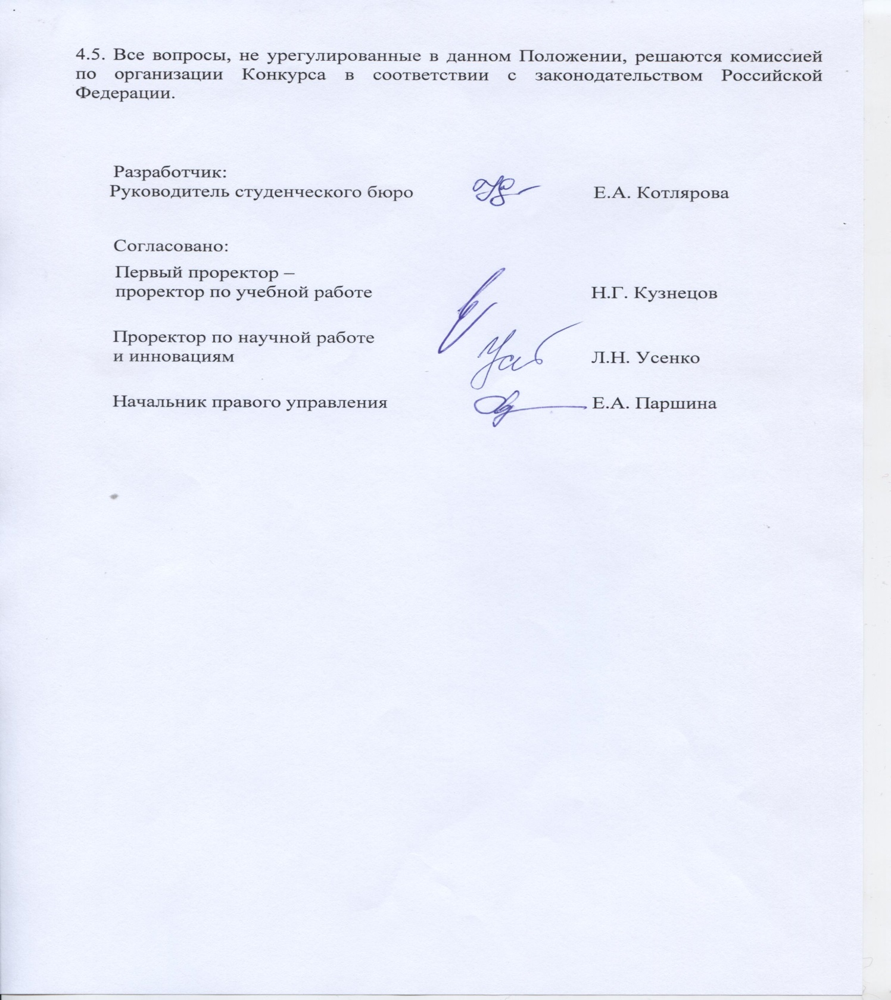 4.5. Все вопросы, не урегулированные в данном Положении, решаются комиссией
по организации Конкурса в соответствии с законодательством Российской
Федерации.
Разработчик:
Руководитель студенческого бюро Е.А. Котлярова
Согласовано:
Первый проректор –
проректор по учебной работе Н.Г. Кузнецов
Проректор по научной работе
и инновациям Л.Н. Усенко
Начальник правого управления Е.А. Паршина